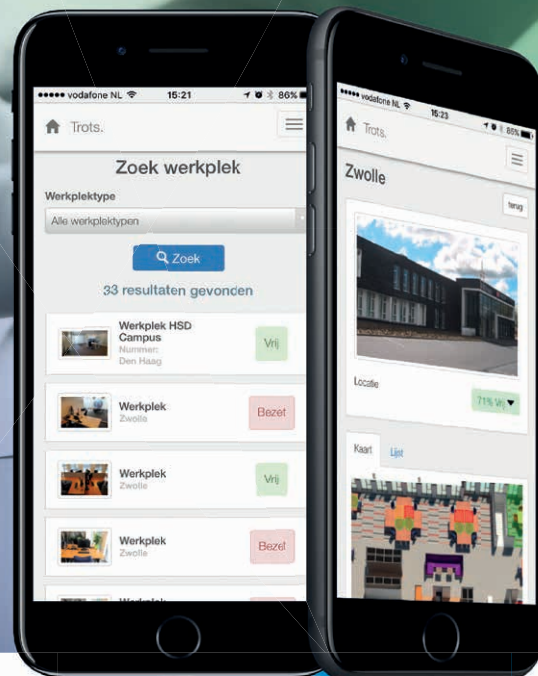 vodafone NL 15:21 86%
Trots.
Zoek werkplek
Werkplektype
Alle werkplektypen
Zoek
33 resultaten gevonden
Werkplek HSD
Campus
Nummer:
Den Haag
Vrij
Werkplek
Zwolle
Bezet
Werkplek
Zwolle
Vrij
Werkplek
Zwolle
Bezet
vodafone NL 15:23 85%
Trots.
Zwolle
terug
Locatie
71% Vrij
Kaart Lijst